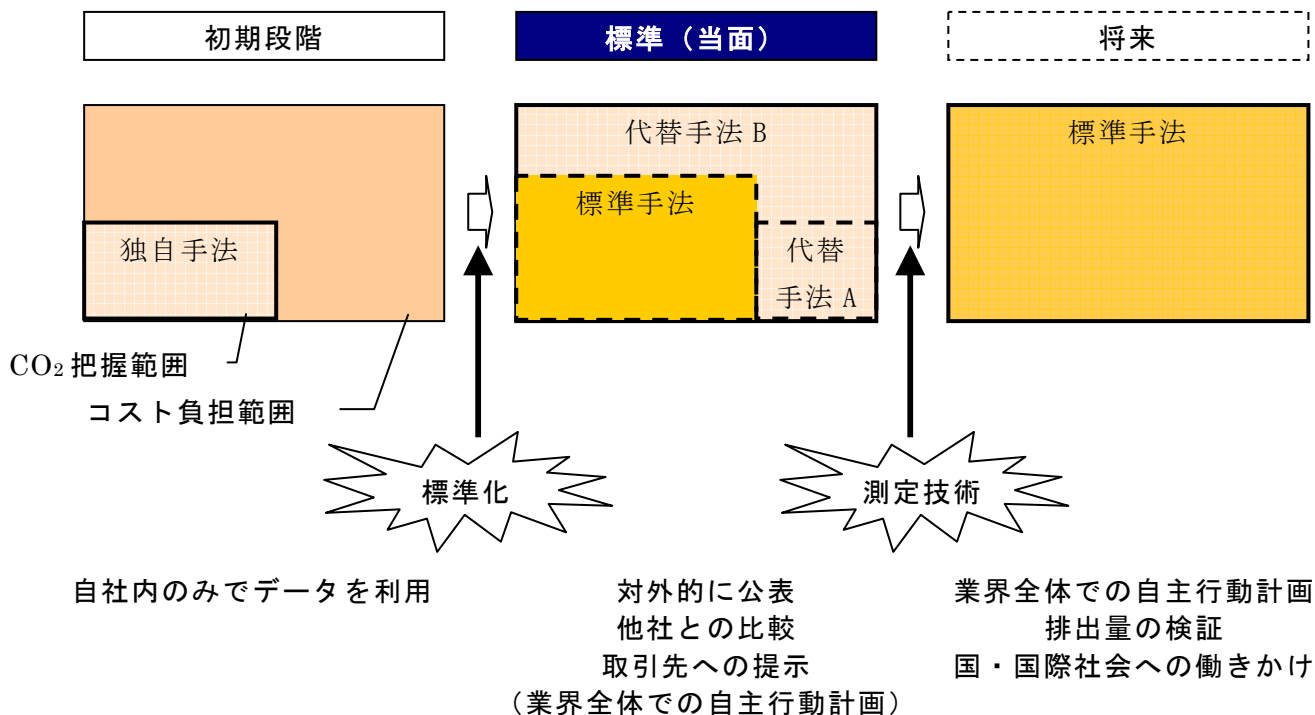 初期段階
標準（当面）
将来
代替手法 B
標準手法
標準手法
独自手法
代替
手法 A
CO₂ 把握範囲
コスト負担範囲
標準化
測定技術
自社内のみでデータを利用
対外的に公表
他社との比較
取引先への提示
（業界全体での自主行動計画）
業界全体での自主行動計画
排出量の検証
国・国際社会への働きかけ